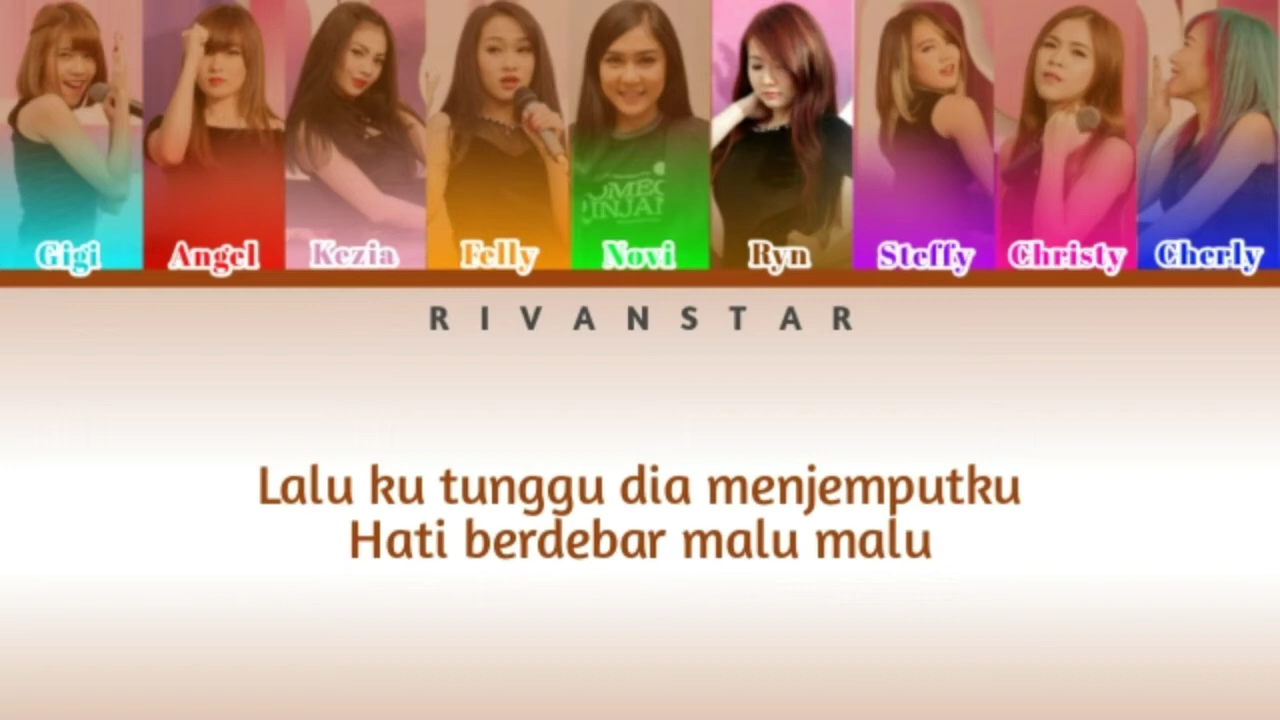 Gigi Angel Kezia Felly Novi Ryn Steffy Christy Cherly
RIVANSTAR
Lalu ku tunggu dia menjemputku
Hati berdebar malu malu